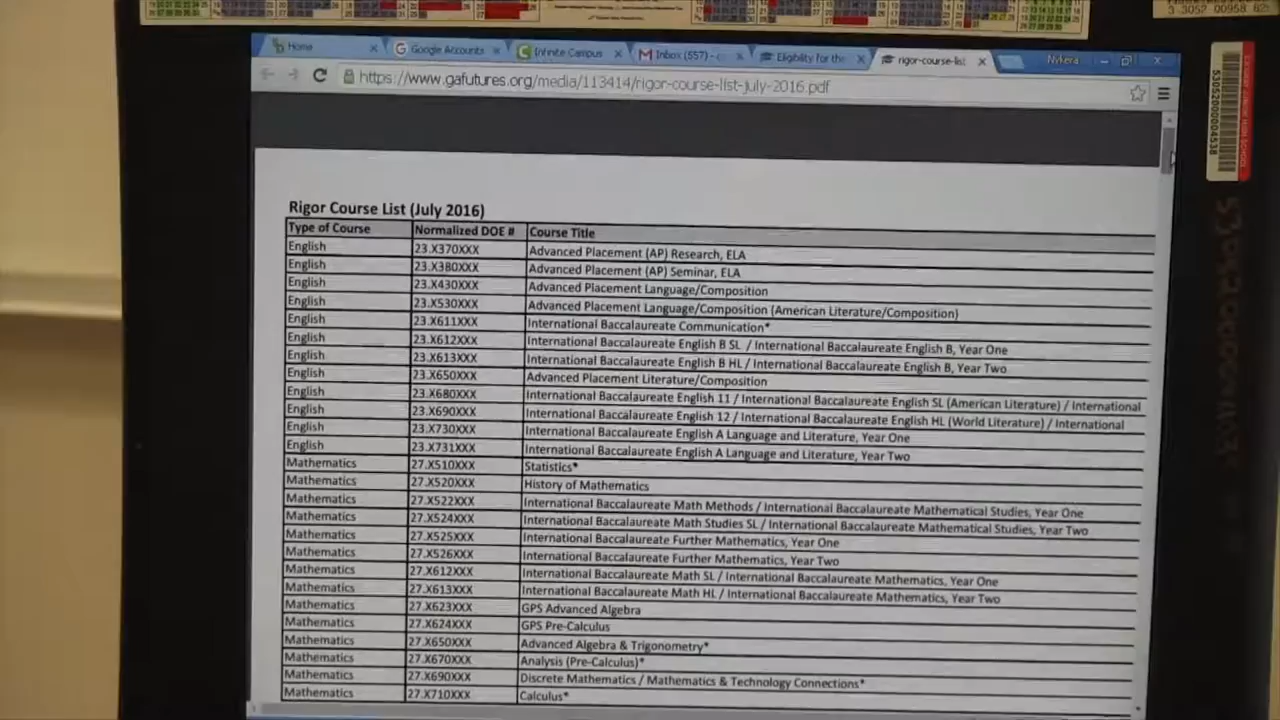 Home
Google Accounts
Infinite Campus
Inbox (557) -
Eligibility for the
rigor-course-list
Nykera
https://www.gafutures.org/media/113414/rigor-course-list-july-2016.pdf
Rigor Course List (July 2016)
Type of Course Normalized DOE # Course Title
English 23.X370XXX Advanced Placement (AP) Research, ELA
English 23.X380XXX Advanced Placement (AP) Seminar, ELA
English 23.X430XXX Advanced Placement Language/Composition
English 23.X530XXX Advanced Placement Language/Composition (American Literature/Composition)
English 23.X611XXX International Baccalaureate Communication*
English 23.X612XXX International Baccalaureate English B SL / International Baccalaureate English B, Year One
English 23.X613XXX International Baccalaureate English B HL / International Baccalaureate English B, Year Two
English 23.X650XXX Advanced Placement Literature/Composition
English 23.X680XXX International Baccalaureate English 11 / International Baccalaureate English SL (American Literature) / International
English 23.X690XXX International Baccalaureate English 12 / International Baccalaureate English HL (World Literature) / International
English 23.X730XXX International Baccalaureate English A Language and Literature, Year One
English 23.X731XXX International Baccalaureate English A Language and Literature, Year Two
Mathematics 27.X510XXX Statistics*
Mathematics 27.X520XXX History of Mathematics
Mathematics 27.X522XXX International Baccalaureate Math Methods / International Baccalaureate Mathematical Studies, Year One
Mathematics 27.X524XXX International Baccalaureate Math Studies SL / International Baccalaureate Mathematical Studies, Year Two
Mathematics 27.X525XXX International Baccalaureate Further Mathematics, Year One
Mathematics 27.X526XXX International Baccalaureate Further Mathematics, Year Two
Mathematics 27.X612XXX International Baccalaureate Math SL / International Baccalaureate Mathematics, Year One
Mathematics 27.X613XXX International Baccalaureate Math HL / International Baccalaureate Mathematics, Year Two
Mathematics 27.X623XXX GPS Advanced Algebra
Mathematics 27.X624XXX GPS Pre-Calculus
Mathematics 27.X650XXX Advanced Algebra & Trigonometry*
Mathematics 27.X670XXX Analysis (Pre-Calculus)*
Mathematics 27.X690XXX Discrete Mathematics / Mathematics & Technology Connections*
Mathematics 27.X710XXX Calculus*